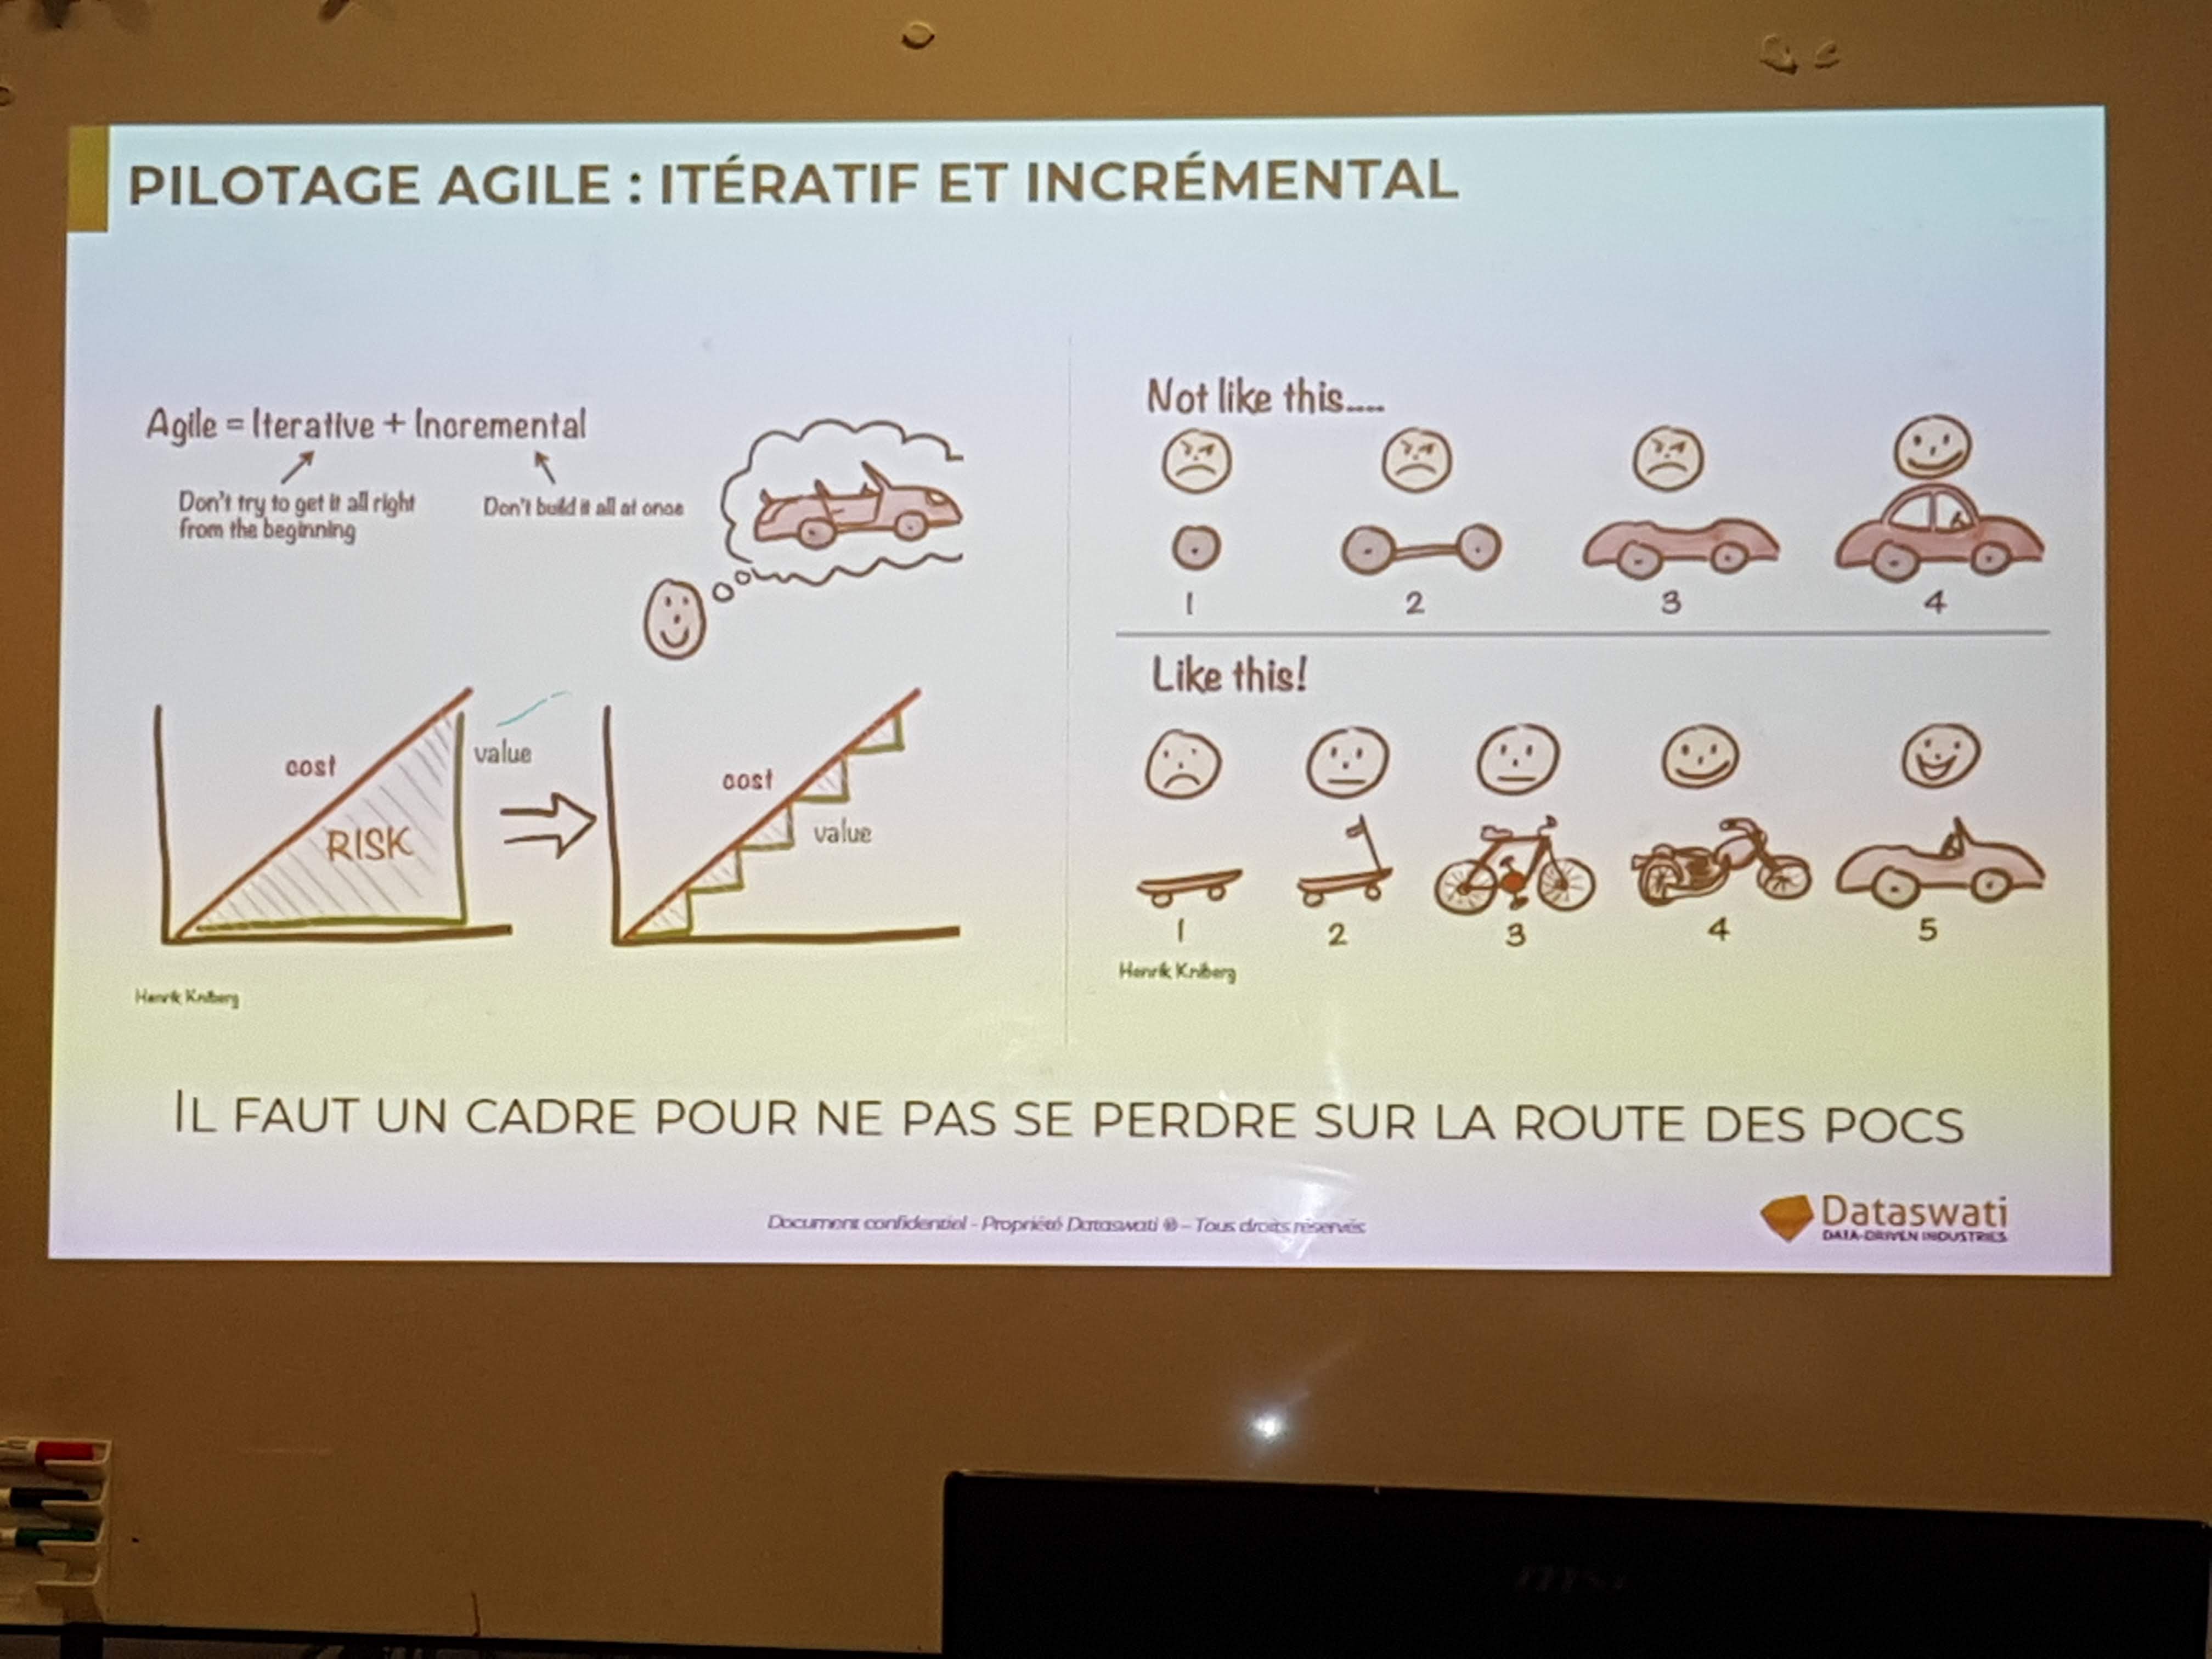 PILOTAGE AGILE : ITÉRATIF ET INCRÉMENTAL
Agile = Iterative + Incremental
Don't try to get it all right
from the beginning
Don't build it all at once
cost
value
RISK
cost
value
Henrik Kniberg
Not like this....
1
2
3
4
Like this!
1
2
3
4
5
Henrik Kniberg
IL FAUT UN CADRE POUR NE PAS SE PERDRE SUR LA ROUTE DES POCS
Document confidentiel - Propriété Dataswati ® - Tous droits réservés
Dataswati
DATA-DRIVEN INDUSTRIES